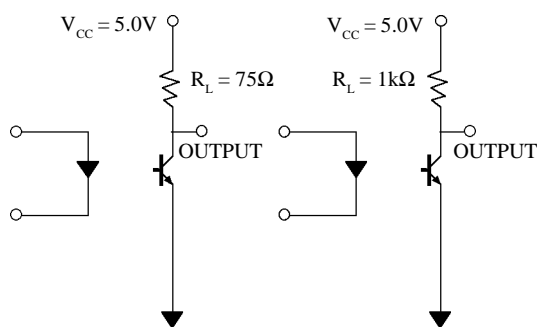 V_CC = 5.0V
R_L = 75Ω
OUTPUT
V_CC = 5.0V
R_L = 1kΩ
OUTPUT